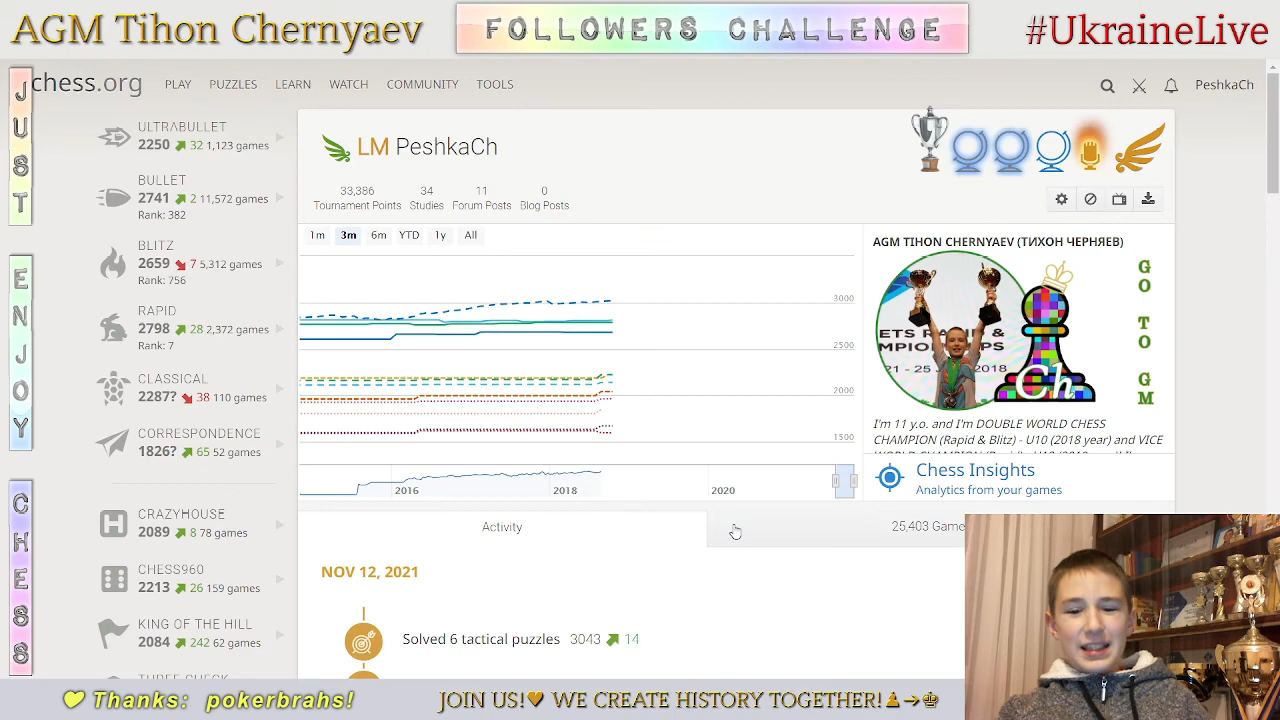 AGM Tihon Chernyaev
FOLLOWERS CHALLENGE
#UkraineLive
JUST
ENJOY
CHESS
chess.org
PLAY
PUZZLES
LEARN
WATCH
COMMUNITY
TOOLS
PeshkaCh
ULTRABULLET
2250 32 1,123 games
BULLET
2741 2 11,572 games
Rank: 382
BLITZ
2659 7 5,312 games
Rank: 756
RAPID
2798 28 2,372 games
Rank: 7
CLASSICAL
2287? 38 110 games
CORRESPONDENCE
1826? 65 52 games
CRAZYHOUSE
2089 8 78 games
CHESS960
2213 26 159 games
KING OF THE HILL
2084 242 62 games
LM PeshkaCh
33,386
Tournament Points
34
Studies
11
Forum Posts
0
Blog Posts
1m 3m 6m YTD 1y All
3000
2500
2000
1500
2016 2018 2020
AGM TIHON CHERNYAEV (ТИХОН ЧЕРНЯЕВ)
ETS RAPID &
MPIONSHIPS
21 - 25 2018
Ch
GO
TO
GM
I'm 11 y.o. and I'm DOUBLE WORLD CHESS
CHAMPION (Rapid & Blitz) - U10 (2018 year) and VICE
Chess Insights
Analytics from your games
Activity
25,403 Game
NOV 12, 2021
Solved 6 tactical puzzles 3043 14
Thanks: pokerbrahs!
JOIN US! WE CREATE HISTORY TOGETHER!